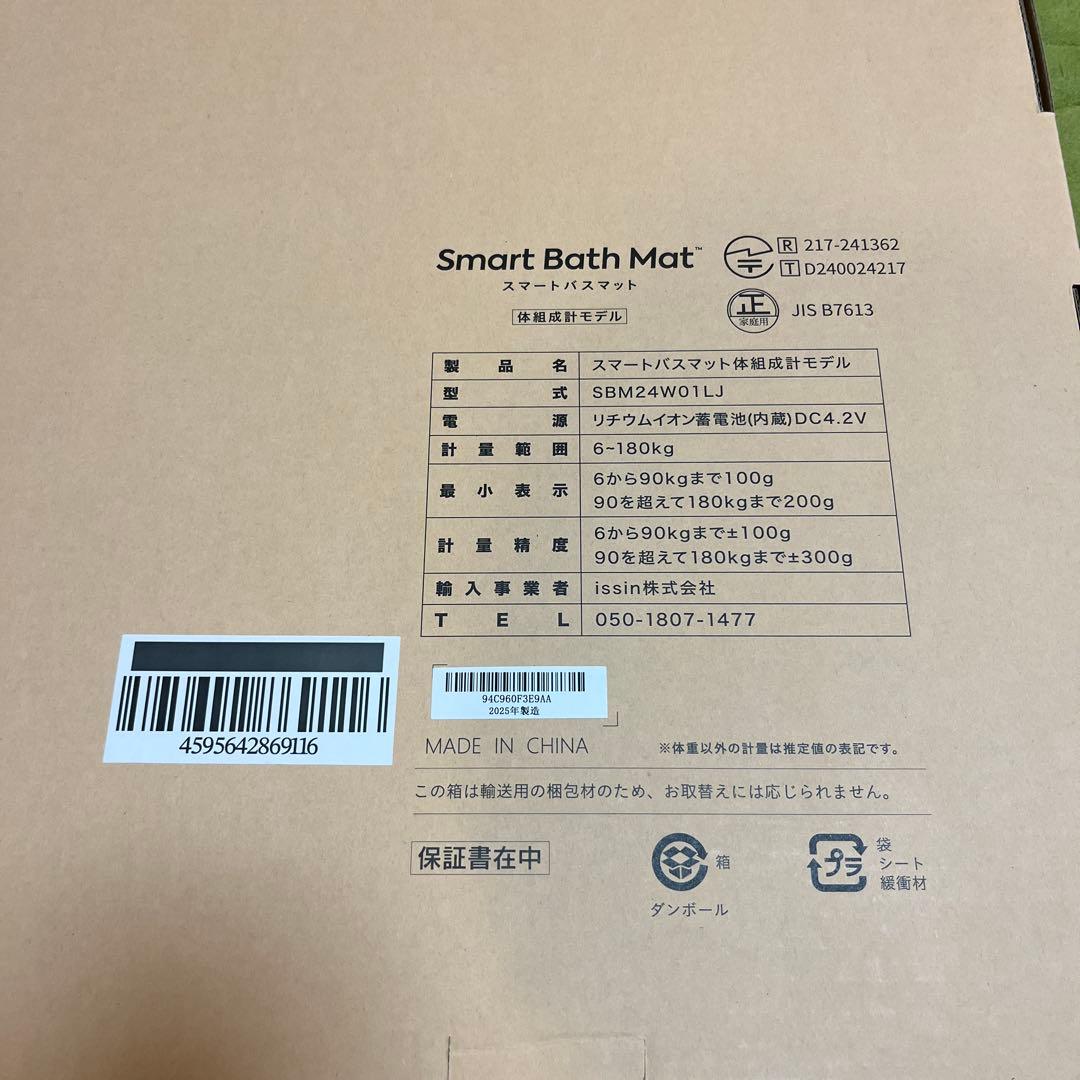 Smart Bath Mat™
スマートバスマット
体組成計モデル
R 217-241362
T D240024217
正
家庭用
JIS B7613
製品名 スマートバスマット体組成計モデル
型式 SBM24W01LJ
電源 リチウムイオン蓄電池(内蔵)DC4.2V
計量範囲 6~180kg
最小表示 6から90kgまで100g
90を超えて180kgまで200g
計量精度 6から90kgまで±100g
90を超えて180kgまで±300g
輸入事業者 issin株式会社
TEL 050-1807-1477
4595642869116
94C960F3E9AA
2025年製造
MADE IN CHINA
※体重以外の計量は推定値の表記です。
この箱は輸送用の梱包材のため、お取替えには応じられません。
保証書在中
箱
ダンボール
プラ
袋
シート
緩衝材